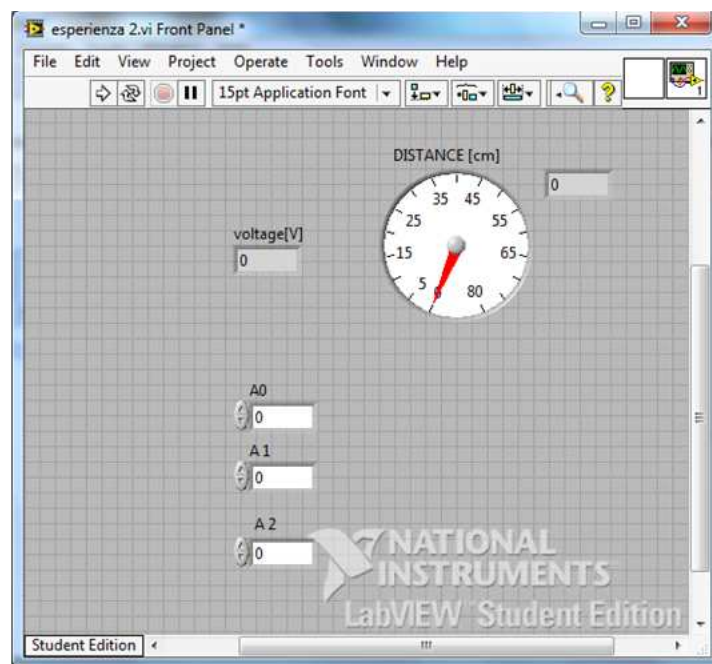 esperienza 2.vi Front Panel *
File Edit View Project Operate Tools Window Help
15pt Application Font
1
DISTANCE [cm]
0
35 45
25 55
voltage[V]
15 65
0
5 80
0
A0
0
A 1
0
A 2
0
NATIONAL
INSTRUMENTS
LabVIEW Student Edition
Student Edition